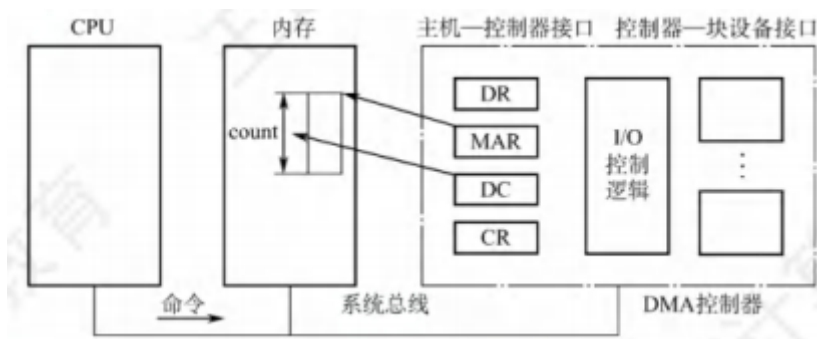 CPU
内存
主机—控制器接口
控制器—块设备接口
DR
count
MAR
I/O
控制
逻辑
DC
CR
命令
系统总线
DMA控制器